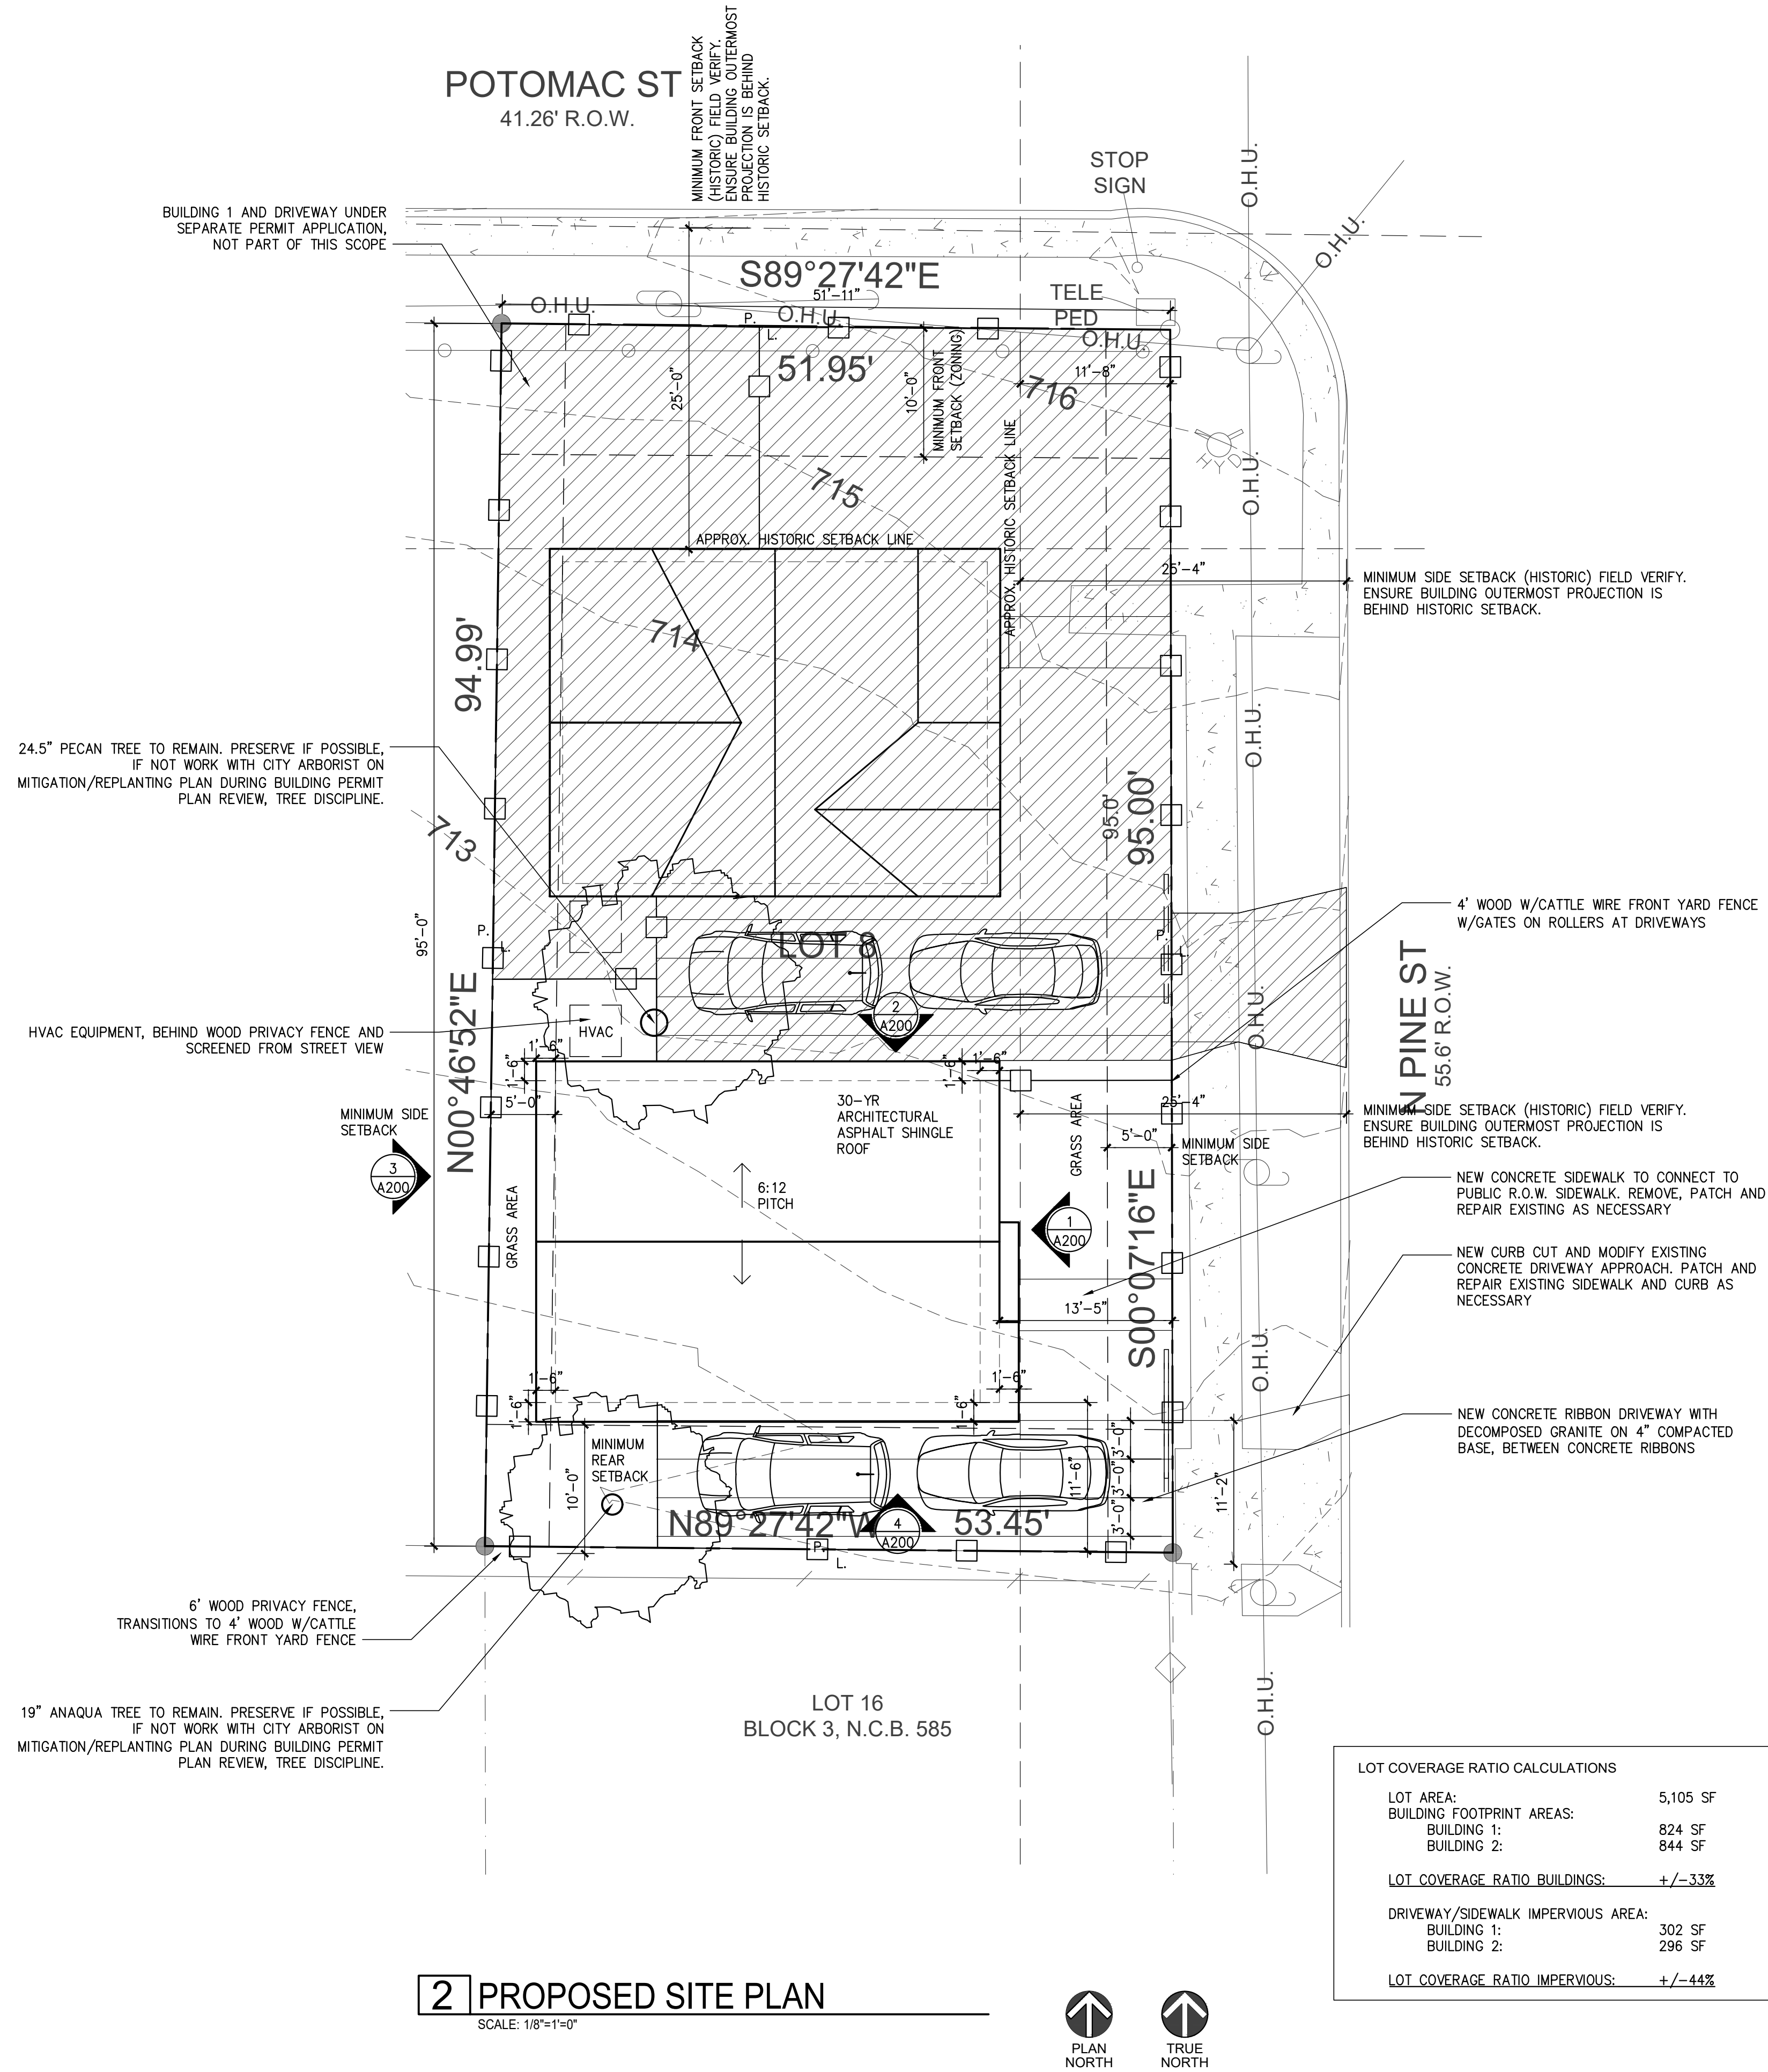 POTOMAC ST
41.26' R.O.W.
MINIMUM FRONT SETBACK
(HISTORIC) FIELD VERIFY.
ENSURE BUILDING OUTERMOST
PROJECTION IS BEHIND
HISTORIC SETBACK.
STOP
SIGN
O.H.U.
O.H.U.
BUILDING 1 AND DRIVEWAY UNDER
SEPARATE PERMIT APPLICATION,
NOT PART OF THIS SCOPE
S89°27'42"E
51'-11"
O.H.U.
O.H.U.
TELE
PED
O.H.U.
P.
L.
51.95'
25'-0"
10'-0"
MINIMUM FRONT
SETBACK (ZONING)
11'-8"
716
HYD
O.H.U.
715
APPROX. HISTORIC SETBACK LINE
APPROX. HISTORIC SETBACK LINE
25'-4"
MINIMUM SIDE SETBACK (HISTORIC) FIELD VERIFY.
ENSURE BUILDING OUTERMOST PROJECTION IS
BEHIND HISTORIC SETBACK.
714
94.99'
O.H.U.
24.5" PECAN TREE TO REMAIN. PRESERVE IF POSSIBLE,
IF NOT WORK WITH CITY ARBORIST ON
MITIGATION/REPLANTING PLAN DURING BUILDING PERMIT
PLAN REVIEW, TREE DISCIPLINE.
713
95.0'
95.00'
95'-0"
P.
L.
LOT 8
P.
L.
4' WOOD W/CATTLE WIRE FRONT YARD FENCE
W/GATES ON ROLLERS AT DRIVEWAYS
N PINE ST
55.6' R.O.W.
2
A200
O.H.U.
HVAC EQUIPMENT, BEHIND WOOD PRIVACY FENCE AND
SCREENED FROM STREET VIEW
HVAC
1'-6"
1'-6"
1'-6"
1'-6"
N00°46'52"E
5'-0"
MINIMUM SIDE
SETBACK
3
A200
30-YR
ARCHITECTURAL
ASPHALT SHINGLE
ROOF
GRASS AREA
25'-4"
MINIMUM SIDE SETBACK (HISTORIC) FIELD VERIFY.
ENSURE BUILDING OUTERMOST PROJECTION IS
BEHIND HISTORIC SETBACK.
5'-0"
MINIMUM SIDE
SETBACK
NEW CONCRETE SIDEWALK TO CONNECT TO
PUBLIC R.O.W. SIDEWALK. REMOVE, PATCH AND
REPAIR EXISTING AS NECESSARY
6:12
PITCH
GRASS AREA
1
A200
S00°07'16"E
NEW CURB CUT AND MODIFY EXISTING
CONCRETE DRIVEWAY APPROACH. PATCH AND
REPAIR EXISTING SIDEWALK AND CURB AS
NECESSARY
13'-5"
O.H.U.
1'-6"
1'-6"
1'-6"
1'-6"
NEW CONCRETE RIBBON DRIVEWAY WITH
DECOMPOSED GRANITE ON 4" COMPACTED
BASE, BETWEEN CONCRETE RIBBONS
MINIMUM
REAR
SETBACK
10'-0"
11'-6"
3'-0"
3'-0"
3'-0"
11'-2"
N89°27'42"W
53.45'
4
A200
P.
L.
6' WOOD PRIVACY FENCE,
TRANSITIONS TO 4' WOOD W/CATTLE
WIRE FRONT YARD FENCE
19" ANAQUA TREE TO REMAIN. PRESERVE IF POSSIBLE,
IF NOT WORK WITH CITY ARBORIST ON
MITIGATION/REPLANTING PLAN DURING BUILDING PERMIT
PLAN REVIEW, TREE DISCIPLINE.
LOT 16
BLOCK 3, N.C.B. 585
O.H.U.
LOT COVERAGE RATIO CALCULATIONS
LOT AREA: 5,105 SF
BUILDING FOOTPRINT AREAS:
BUILDING 1: 824 SF
BUILDING 2: 844 SF
LOT COVERAGE RATIO BUILDINGS: +/-33%
DRIVEWAY/SIDEWALK IMPERVIOUS AREA:
BUILDING 1: 302 SF
BUILDING 2: 296 SF
LOT COVERAGE RATIO IMPERVIOUS: +/-44%
2 PROPOSED SITE PLAN
SCALE: 1/8"=1'=0"
PLAN
NORTH
TRUE
NORTH